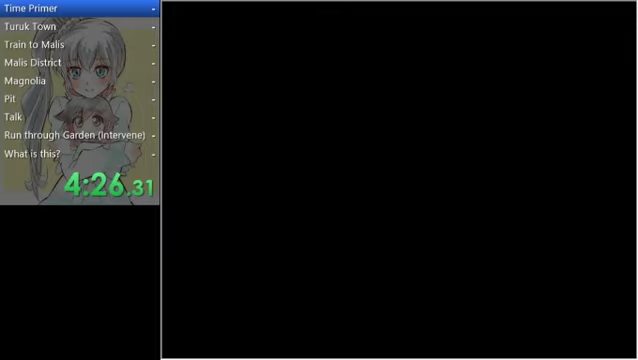 Time Primer -
Turuk Town -
Train to Malis -
Malis District -
Magnolia -
Pit -
Talk -
Run through Garden (Intervene) -
What is this? -
4:26.31